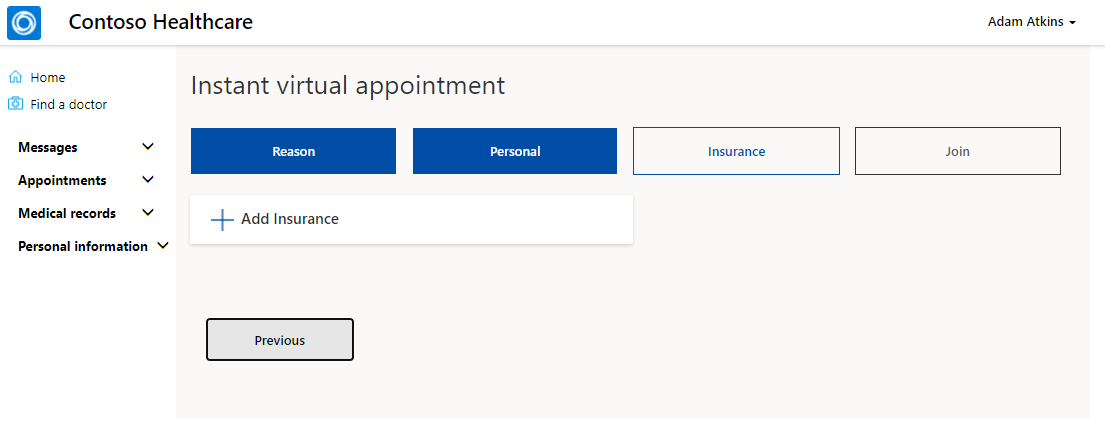 Contoso Healthcare
Adam Atkins
Home
Find a doctor
Messages
Appointments
Medical records
Personal information
Instant virtual appointment
Reason
Personal
Insurance
Join
Add Insurance
Previous